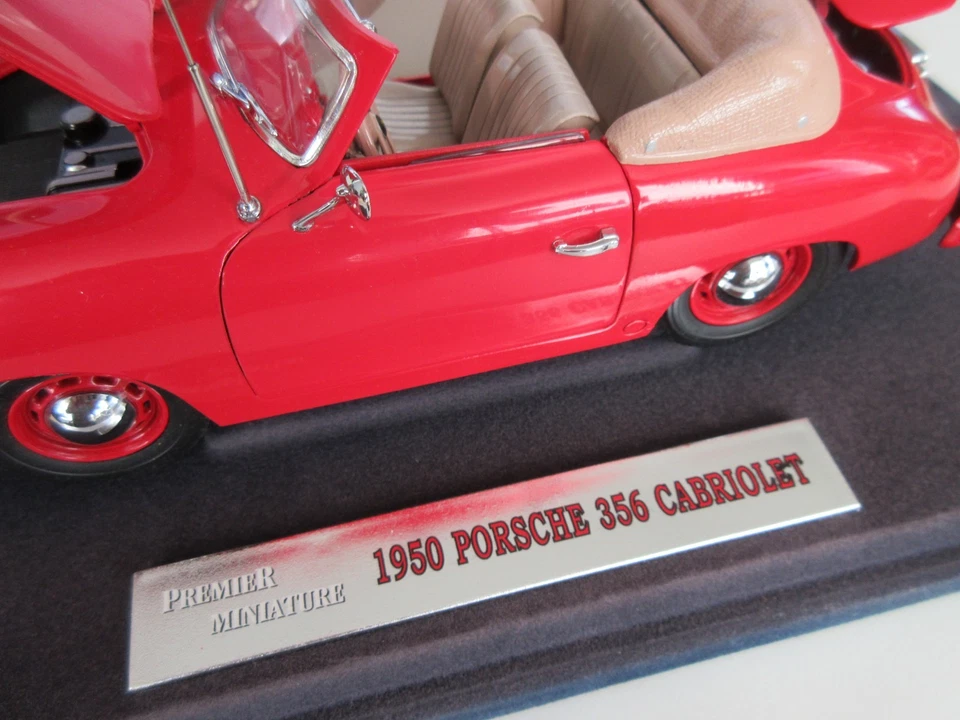 PREMIER
MINIATURE
1950 PORSCHE 356 CABRIOLET